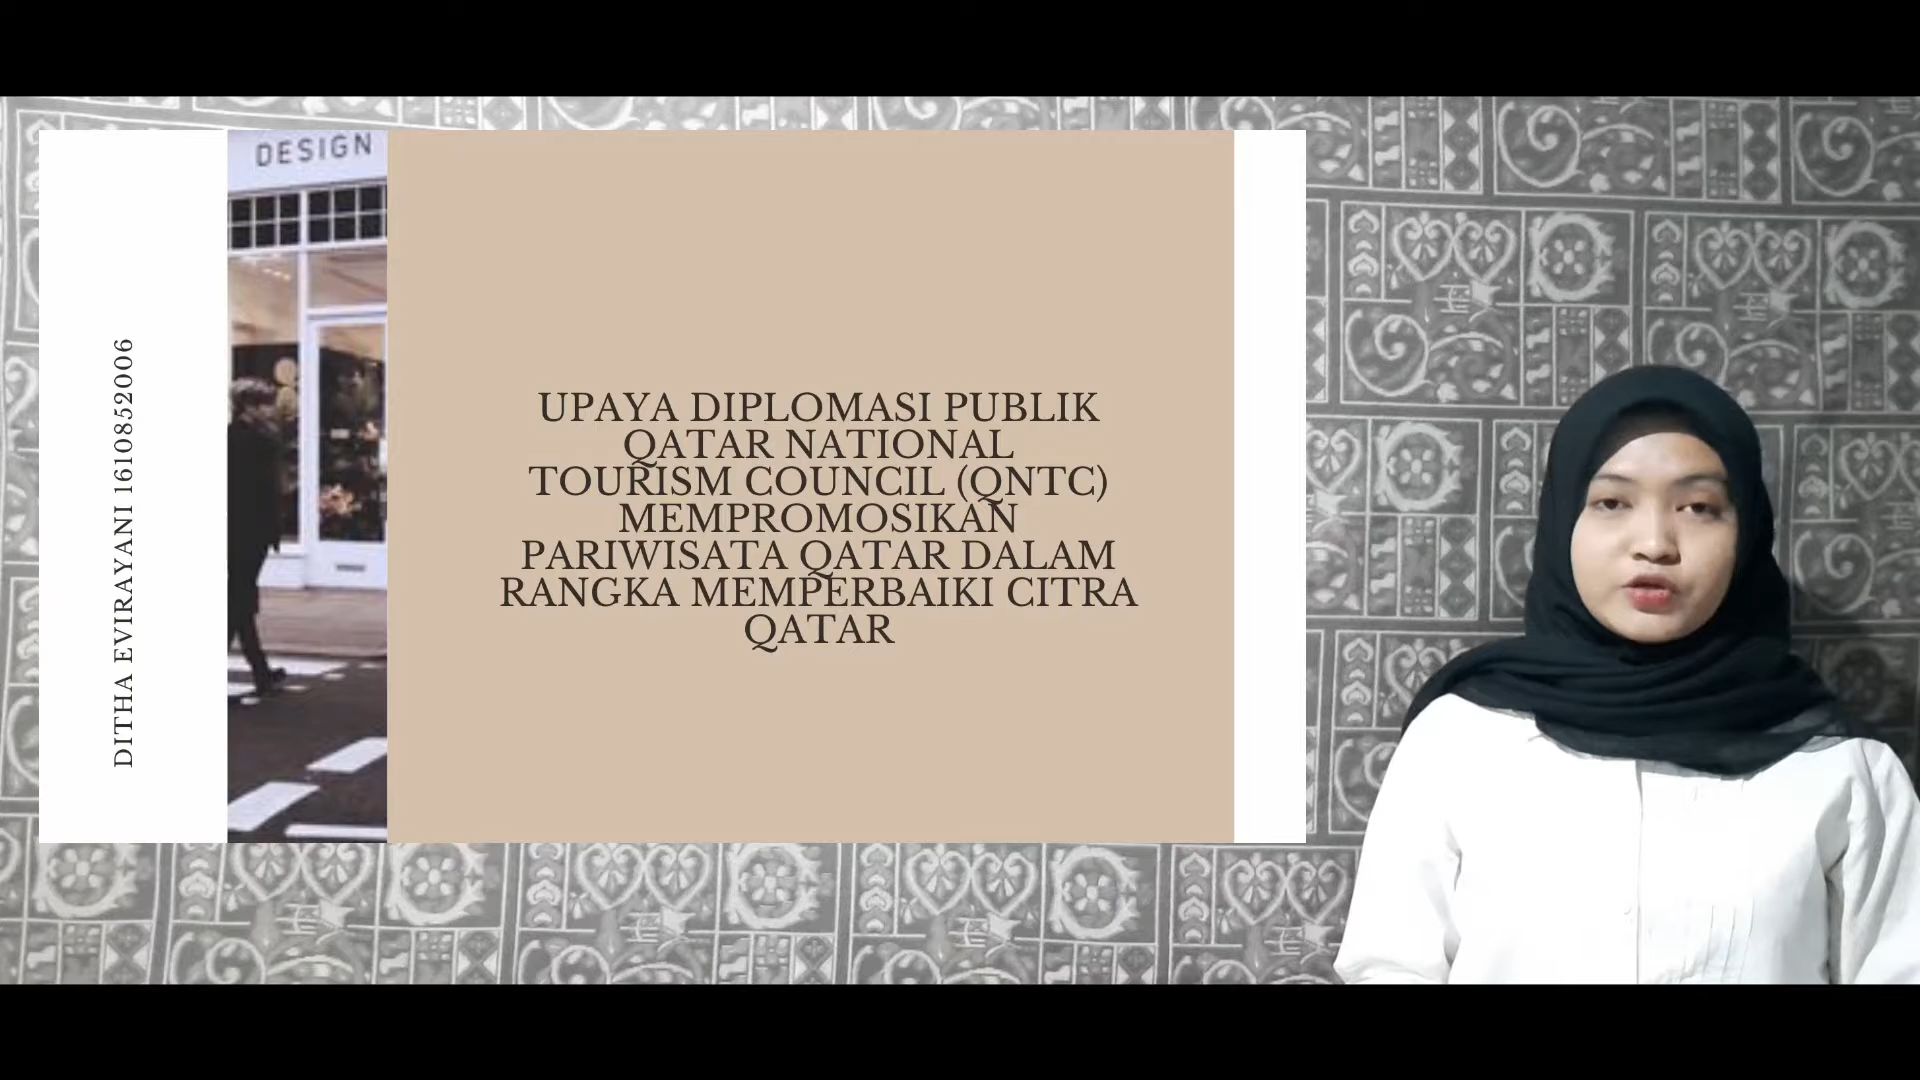 DITHA EVIRAYANI 1610852006
DESIGN
UPAYA DIPLOMASI PUBLIK
QATAR NATIONAL
TOURISM COUNCIL (QNTC)
MEMPROMOSIKAN
PARIWISATA QATAR DALAM
RANGKA MEMPERBAIKI CITRA
QATAR